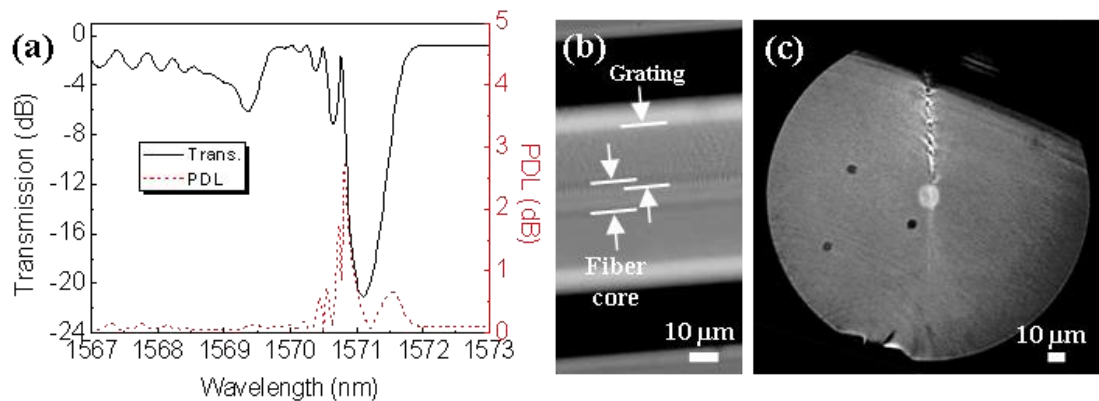 (a)
0
-4
-8
-12
-16
-20
-24
Transmission (dB)
Trans.
PDL
5
4
3
2
1
0
PDL (dB)
1567 1568 1569 1570 1571 1572 1573
Wavelength (nm)
(b)
Grating
Fiber
core
10 μm
(c)
10 μm